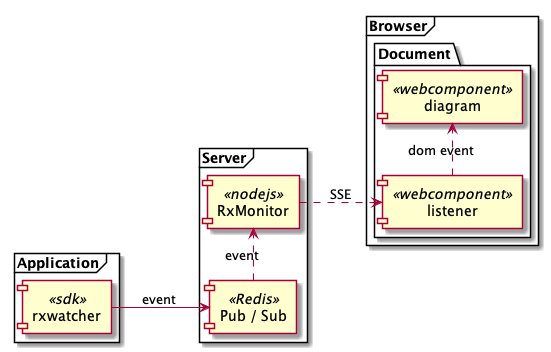 Browser
Document
«webcomponent»
diagram
dom event
Server
«nodejs»
RxMonitor
SSE
«webcomponent»
listener
event
Application
«sdk»
rxwatcher
event
«Redis»
Pub / Sub